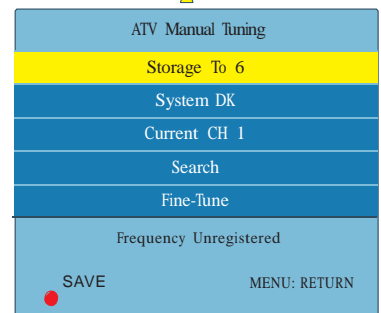 ATV Manual Tuning
Storage To 6
System DK
Current CH 1
Search
Fine-Tune
Frequency Unregistered
SAVE MENU: RETURN